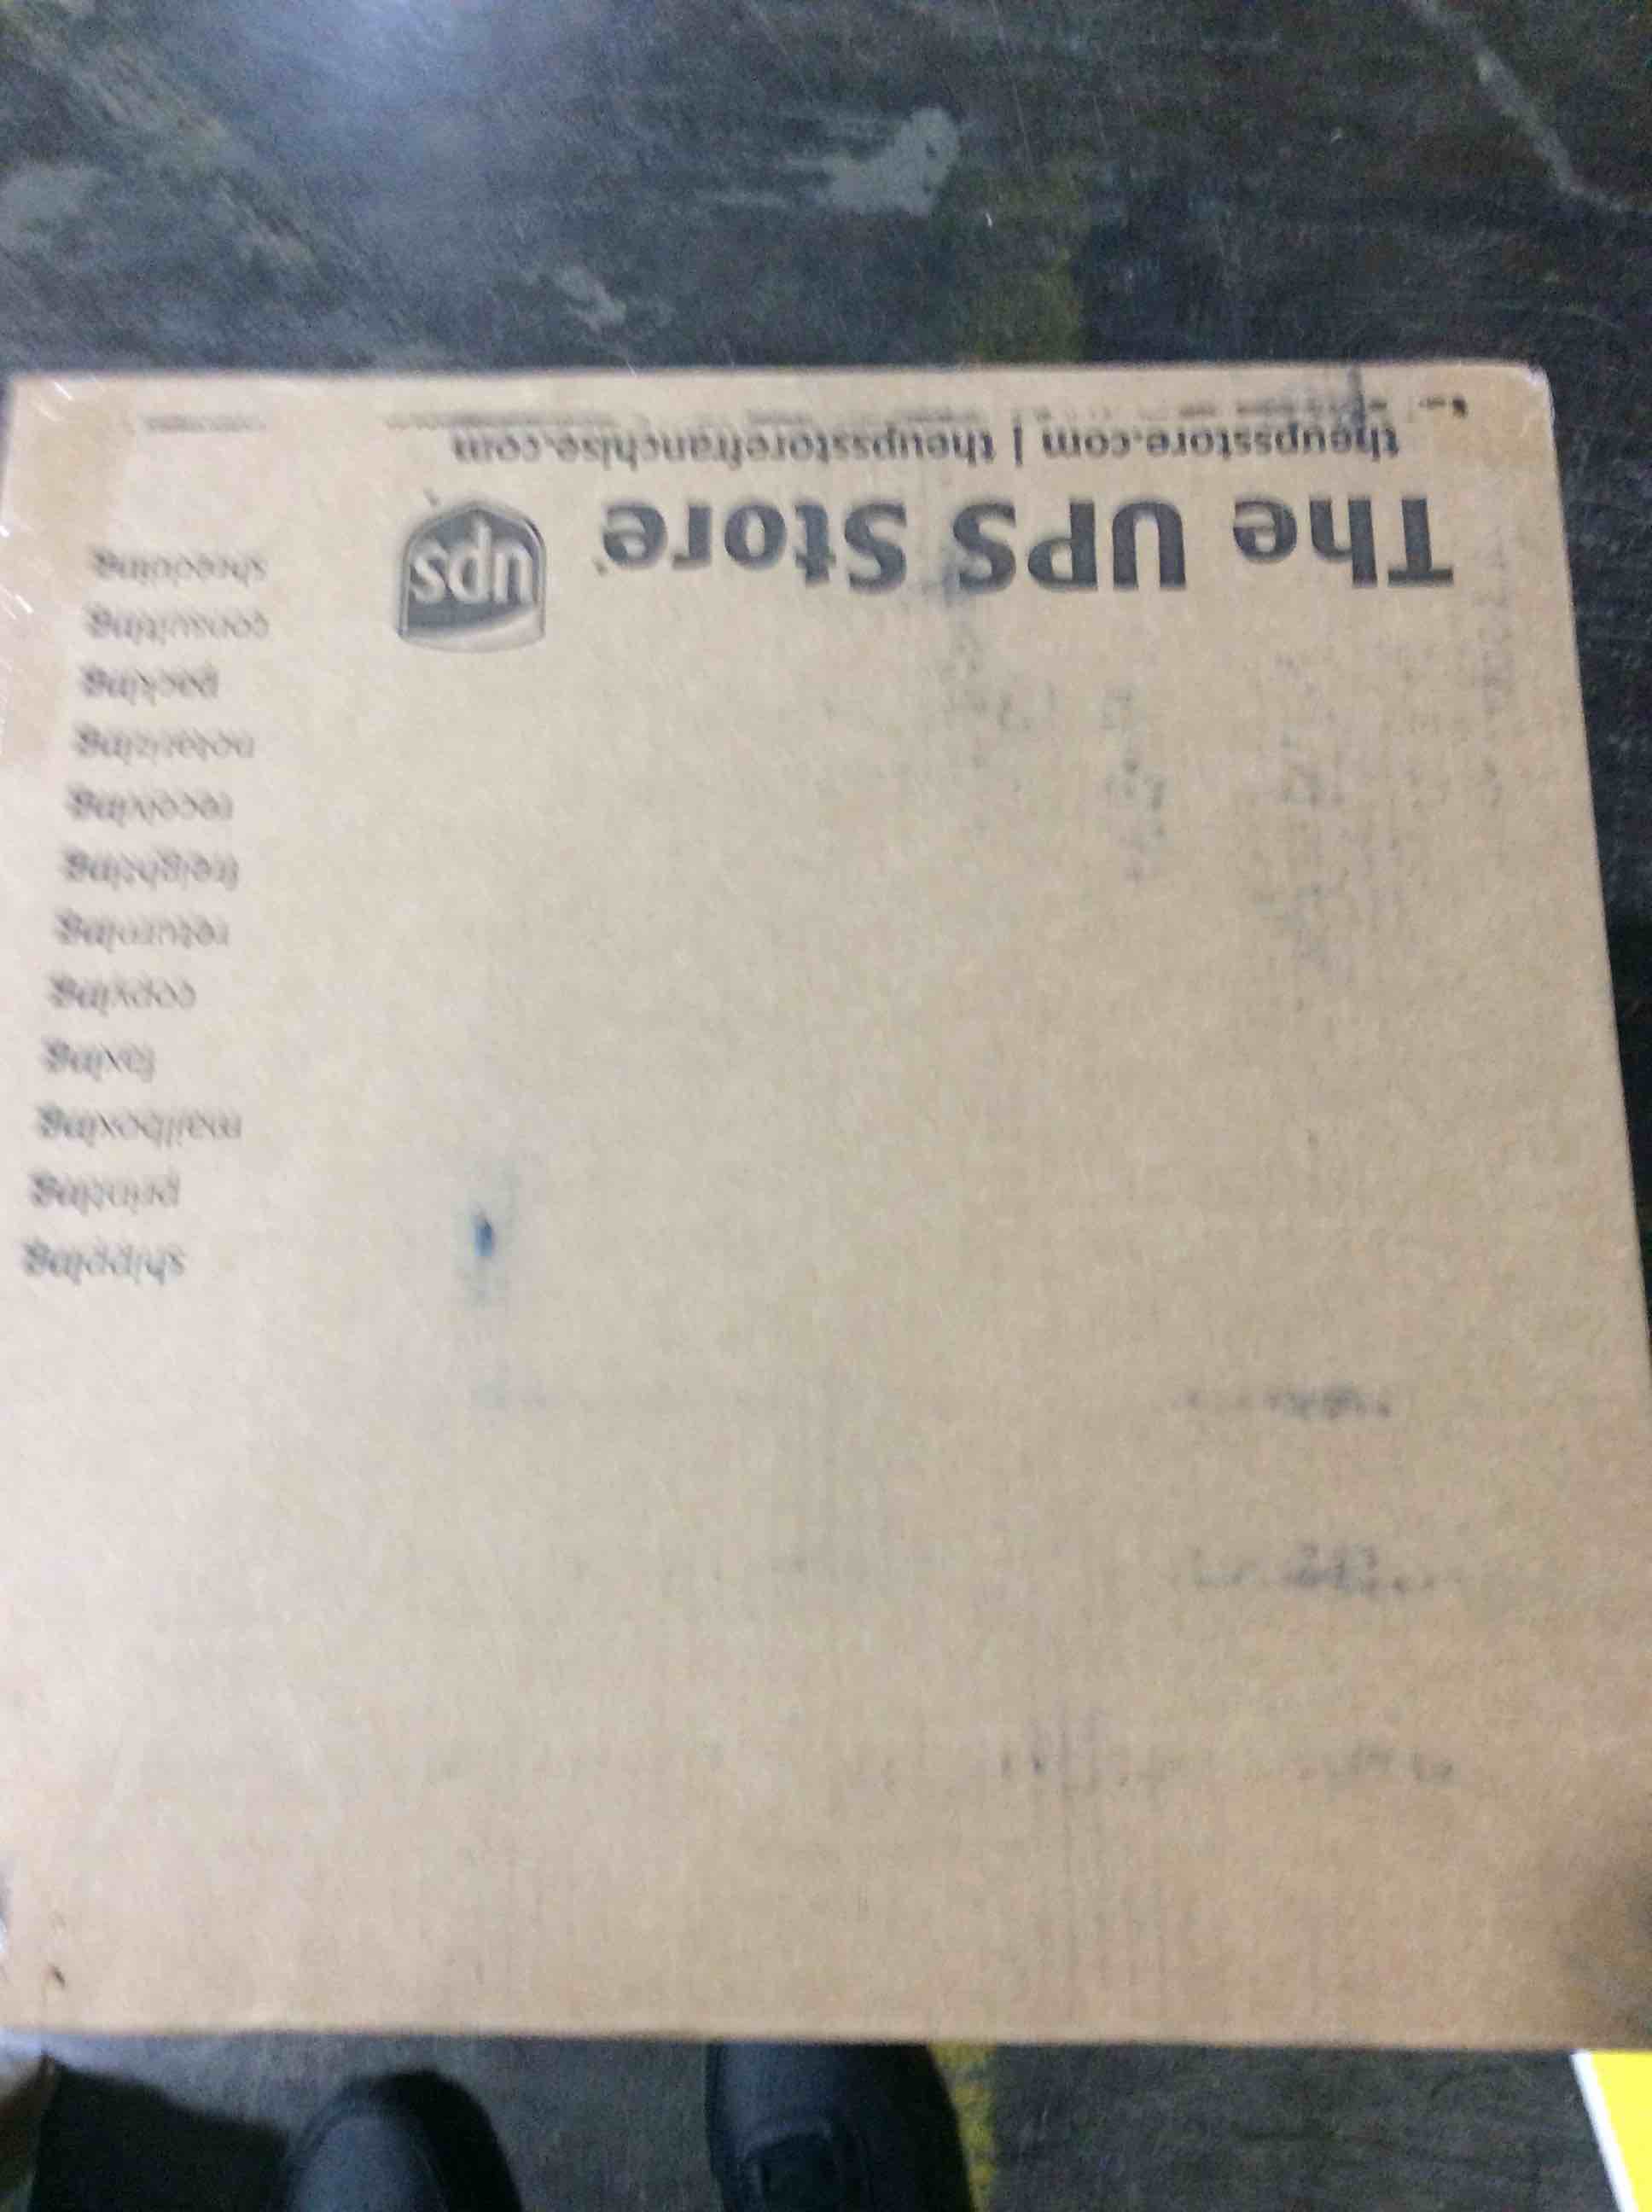 shipping
printing
mailboxing
faxing
copying
returning
freighting
receiving
notarizing
packing
consulting
shredding
ups The UPS Store
theupsstore.com | theupsstorefranchise.com